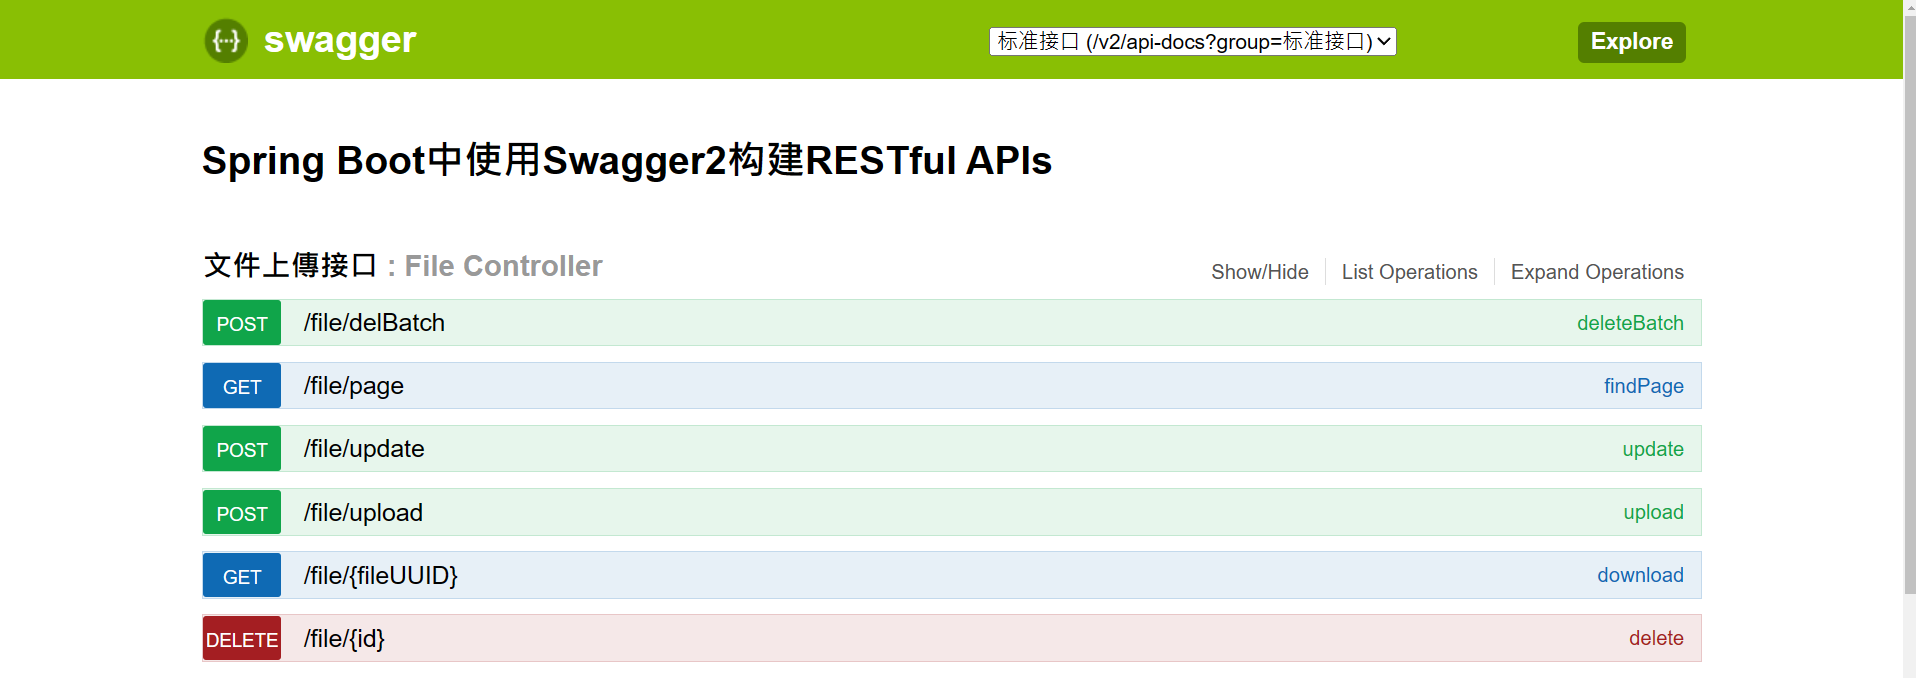 {···} swagger 标准接口 (/v2/api-docs?group=标准接口) Explore
Spring Boot中使用Swagger2构建RESTful APIs
文件上傳接口 : File Controller Show/Hide List Operations Expand Operations
POST /file/delBatch deleteBatch
GET /file/page findPage
POST /file/update update
POST /file/upload upload
GET /file/{fileUUID} download
DELETE /file/{id} delete